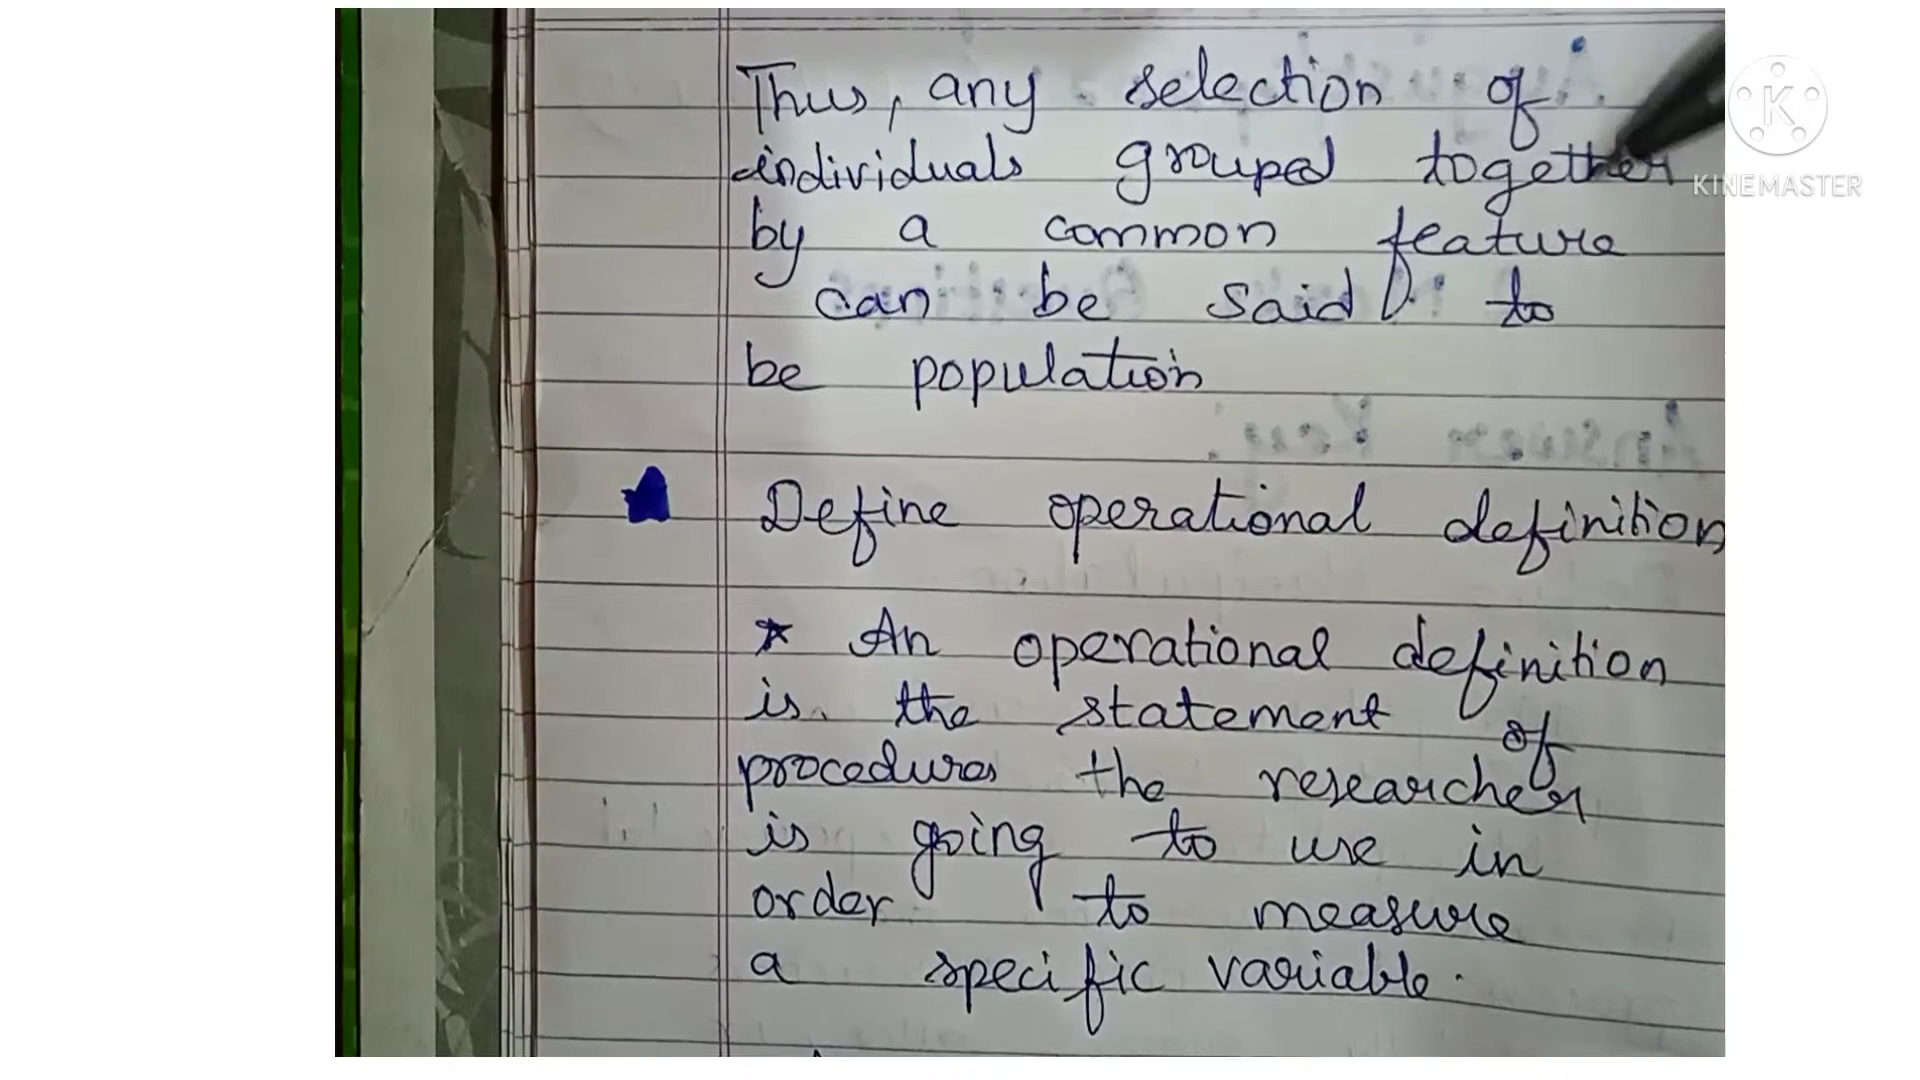 Thus, any selection of
individuals grouped together
by a common feature
can be said to
be population
Define operational definition
* An operational definition
is the statement of
procedures the researcher
is going to use in
order to measure
a specific variable.
K
KINEMASTER